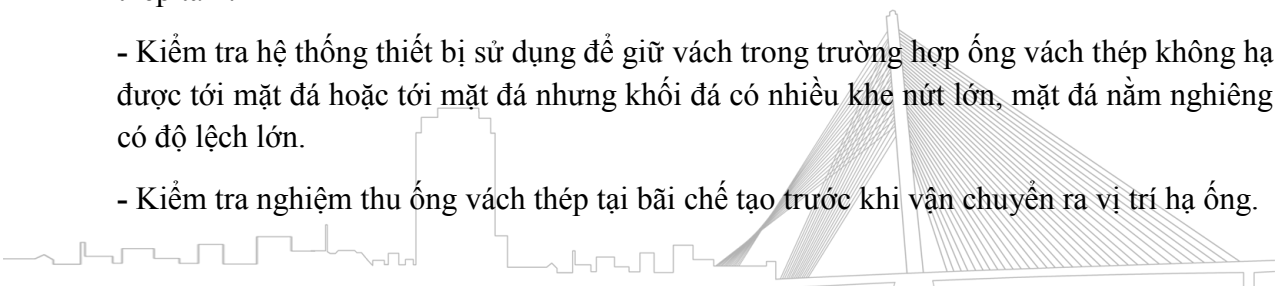 - Kiểm tra hệ thống thiết bị sử dụng để giữ vách trong trường hợp ống vách thép không hạ
được tới mặt đá hoặc tới mặt đá nhưng khối đá có nhiều khe nứt lớn, mặt đá nằm nghiêng
có độ lệch lớn.
- Kiểm tra nghiệm thu ống vách thép tại bãi chế tạo trước khi vận chuyển ra vị trí hạ ống.